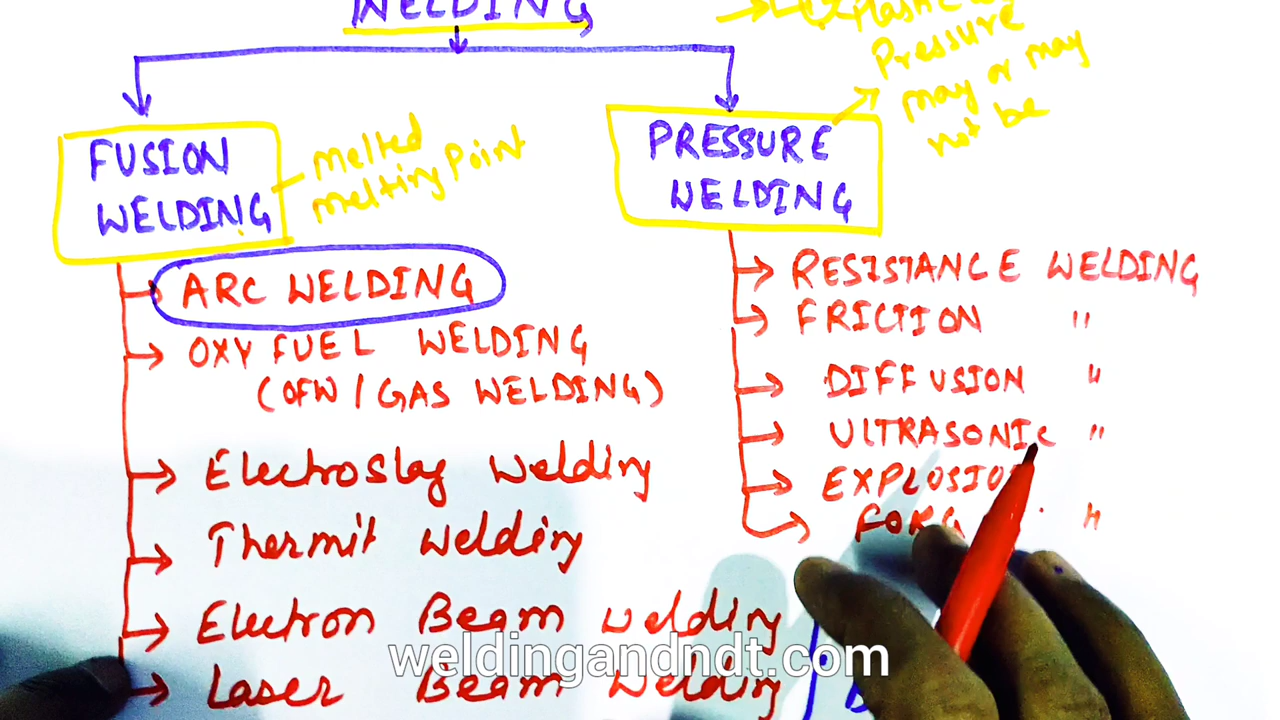 WELDING
Pressure
may or may
not be
FUSION
WELDING
melted
melting Point
PRESSURE
WELDING
ARC WELDING
OXY FUEL WELDING
(OFW / GAS WELDING)
Electroslag Welding
Thermit Welding
Electron Beam Welding
Laser Beam Welding
RESISTANCE WELDING
FRICTION "
DIFFUSION "
ULTRASONIC "
EXPLOSIO
FORG "
weldingandndt.com